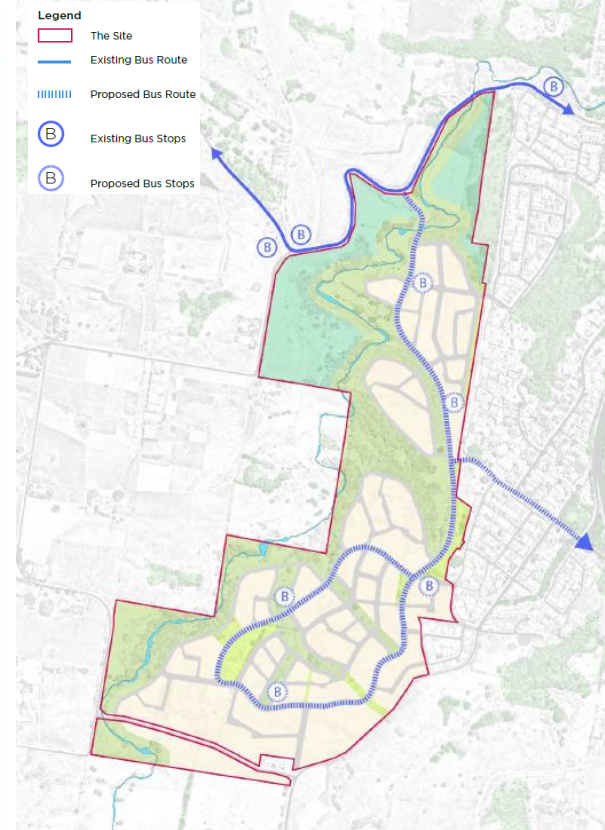 Legend
The Site
Existing Bus Route
Proposed Bus Route
B Existing Bus Stops
B Proposed Bus Stops
B
B
B
B
B
B
B
B